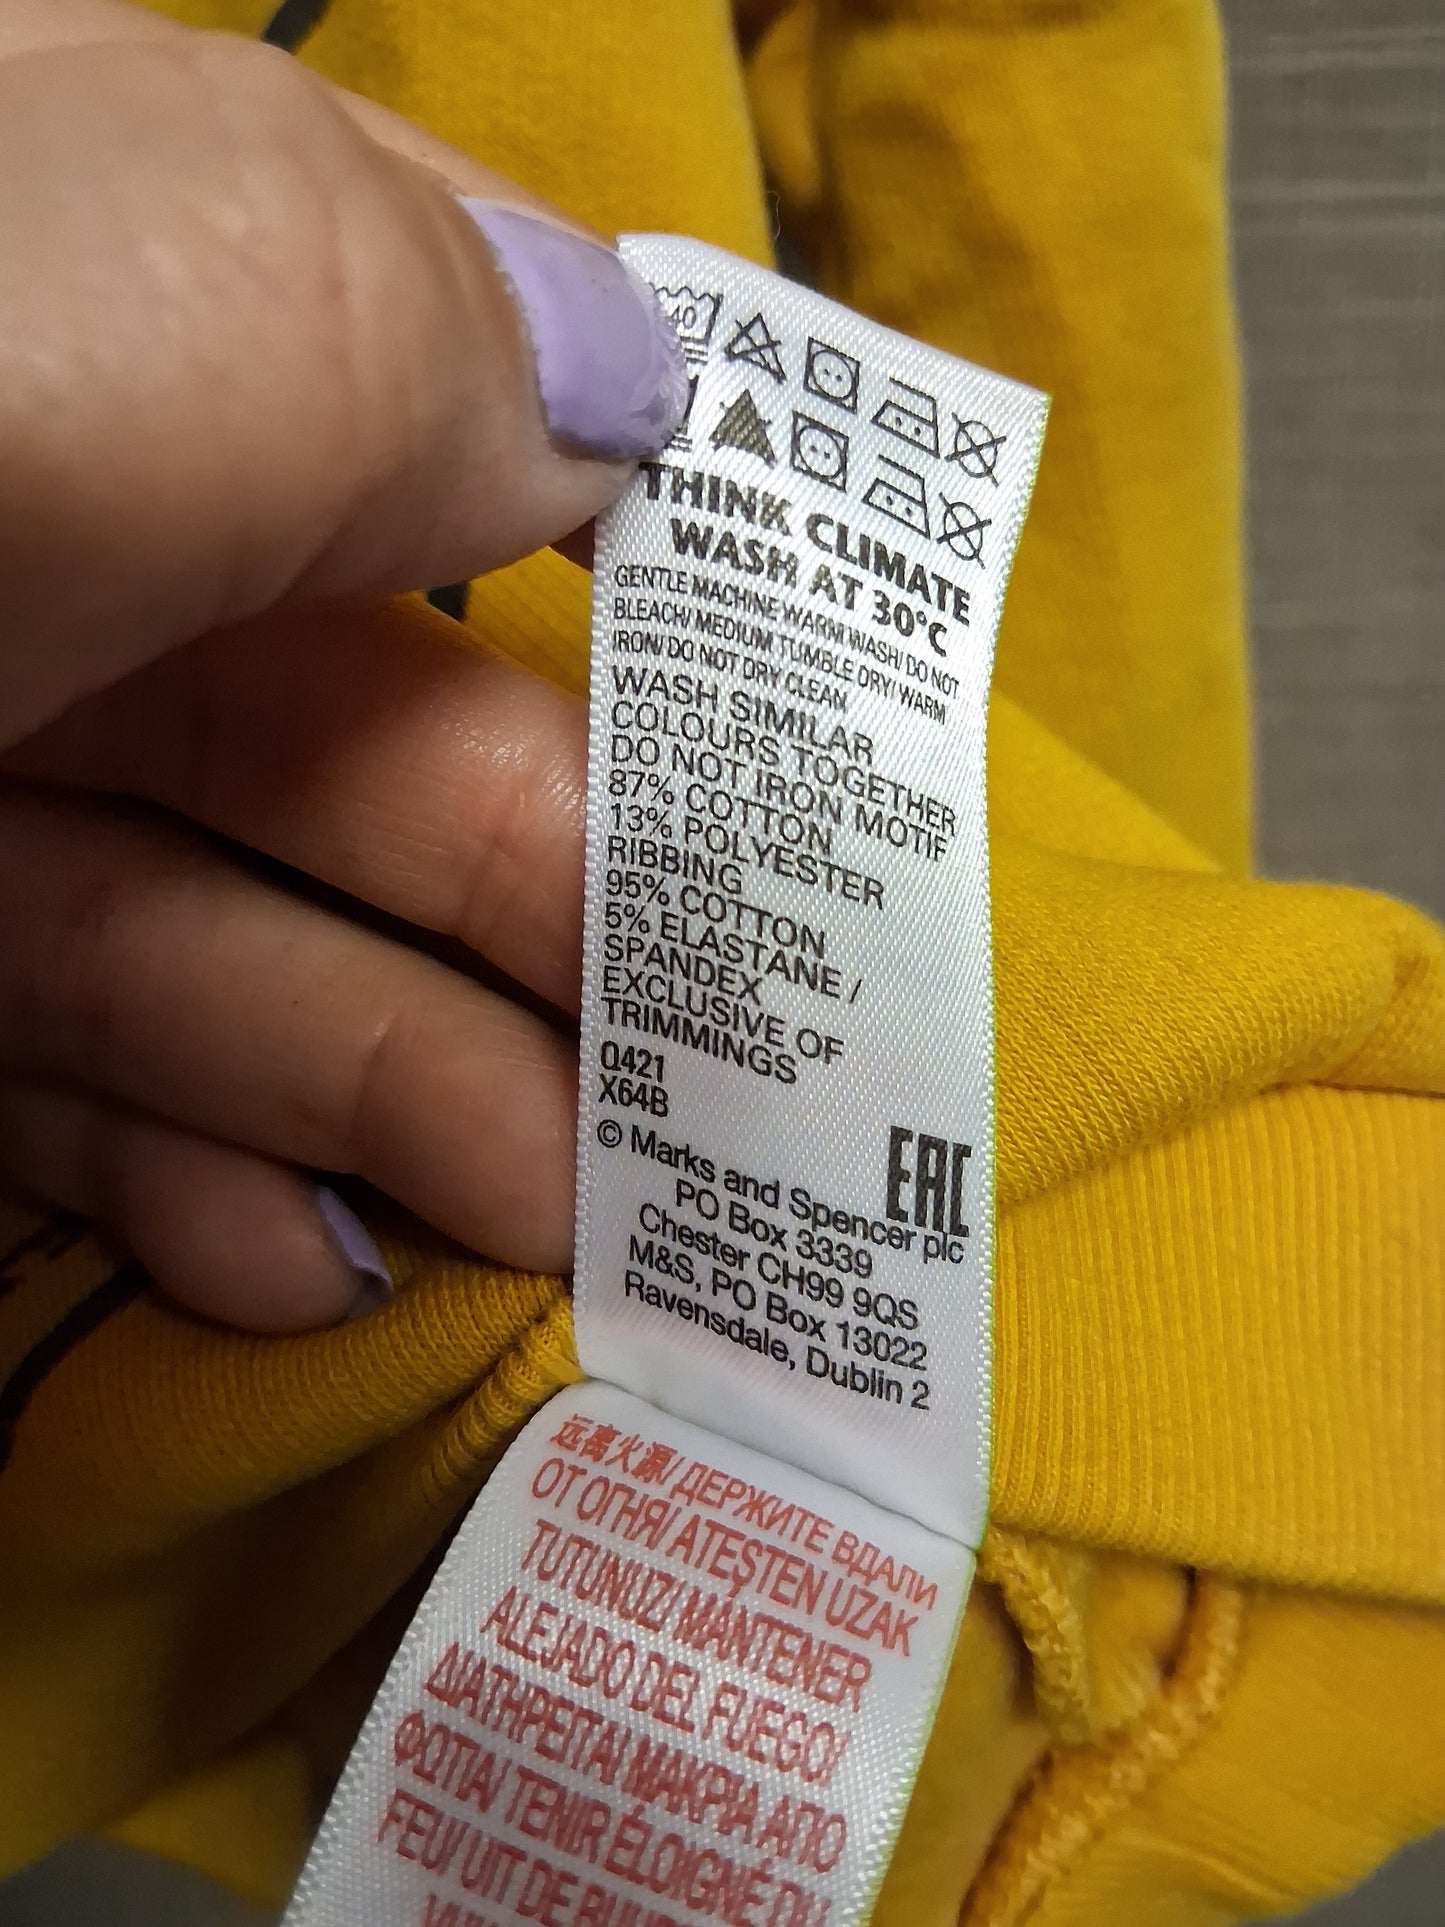 40
THINK CLIMATE
WASH AT 30°C
GENTLE MACHINE WARM WASH/ DO NOT
BLEACH/ MEDIUM TUMBLE DRY/ WARM
IRON/ DO NOT DRY CLEAN
WASH SIMILAR
COLOURS TOGETHER
DO NOT IRON MOTIF
87% COTTON
13% POLYESTER
RIBBING
95% COTTON
5% ELASTANE /
SPANDEX
EXCLUSIVE OF
TRIMMINGS
Q421
X64B
EAC
© Marks and Spencer plc
PO Box 3339
Chester CH99 9QS
M&S, PO Box 13022
Ravensdale, Dublin 2
远离火源/ ДЕРЖИТЕ ВДАЛИ
ОТ ОГНЯ/ ATEŞTEN UZAK
TUTUNUZ/ MANTENER
ALEJADO DEL FUEGO/
ΔΙΑΤΗΡΕΙΤΑΙ ΜΑΚΡΙΑ ΑΠΟ
ΦΩΤΙΑ/ TENIR ÉLOIGNÉ DU
FEU/ UIT DE BUURT